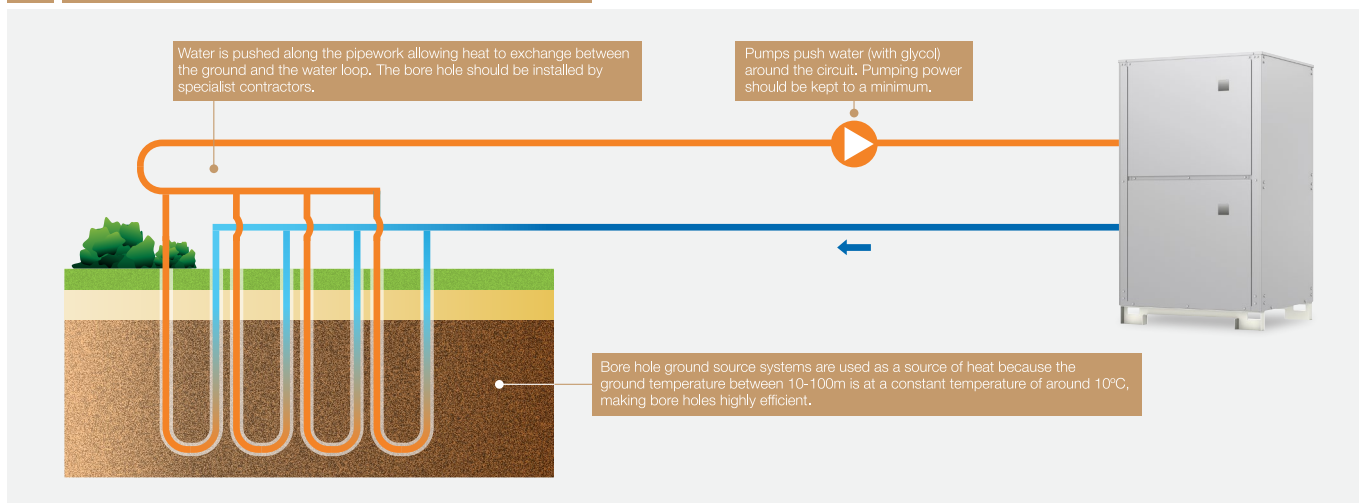 Water is pushed along the pipework allowing heat to exchange between
the ground and the water loop. The bore hole should be installed by
specialist contractors.
Pumps push water (with glycol)
around the circuit. Pumping power
should be kept to a minimum.
Bore hole ground source systems are used as a source of heat because the
ground temperature between 10-100m is at a constant temperature of around 10ºC,
making bore holes highly efficient.